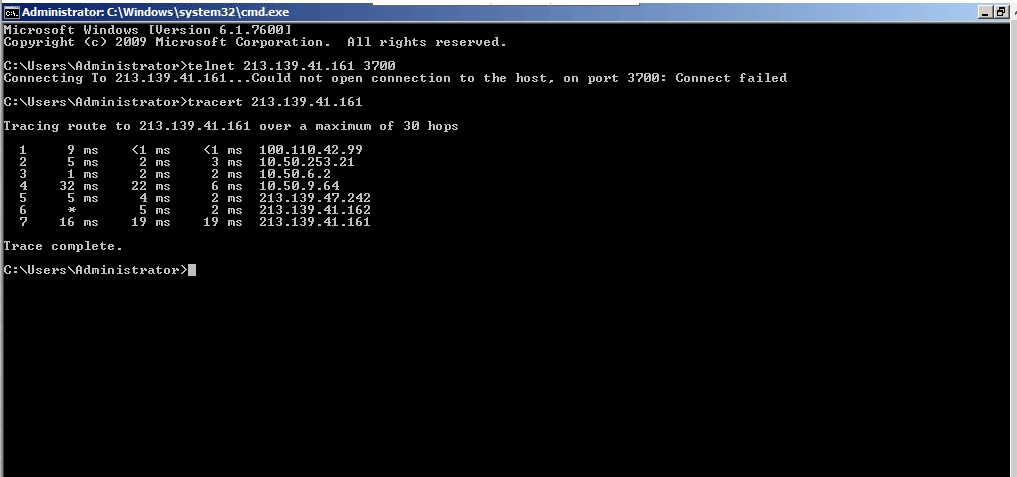 Administrator: C:\Windows\system32\cmd.exe
Microsoft Windows [Version 6.1.7600]
Copyright (c) 2009 Microsoft Corporation.  All rights reserved.
C:\Users\Administrator>telnet 213.139.41.161 3700
Connecting To 213.139.41.161...Could not open connection to the host, on port 3700: Connect failed
C:\Users\Administrator>tracert 213.139.41.161
Tracing route to 213.139.41.161 over a maximum of 30 hops
  1     9 ms    <1 ms    <1 ms  100.110.42.99
  2     5 ms     2 ms     3 ms  10.50.253.21
  3     1 ms     2 ms     2 ms  10.50.6.2
  4    32 ms    22 ms     6 ms  10.50.9.64
  5     5 ms     4 ms     2 ms  213.139.47.242
  6     *        5 ms     2 ms  213.139.41.162
  7    16 ms    19 ms    19 ms  213.139.41.161
Trace complete.
C:\Users\Administrator>